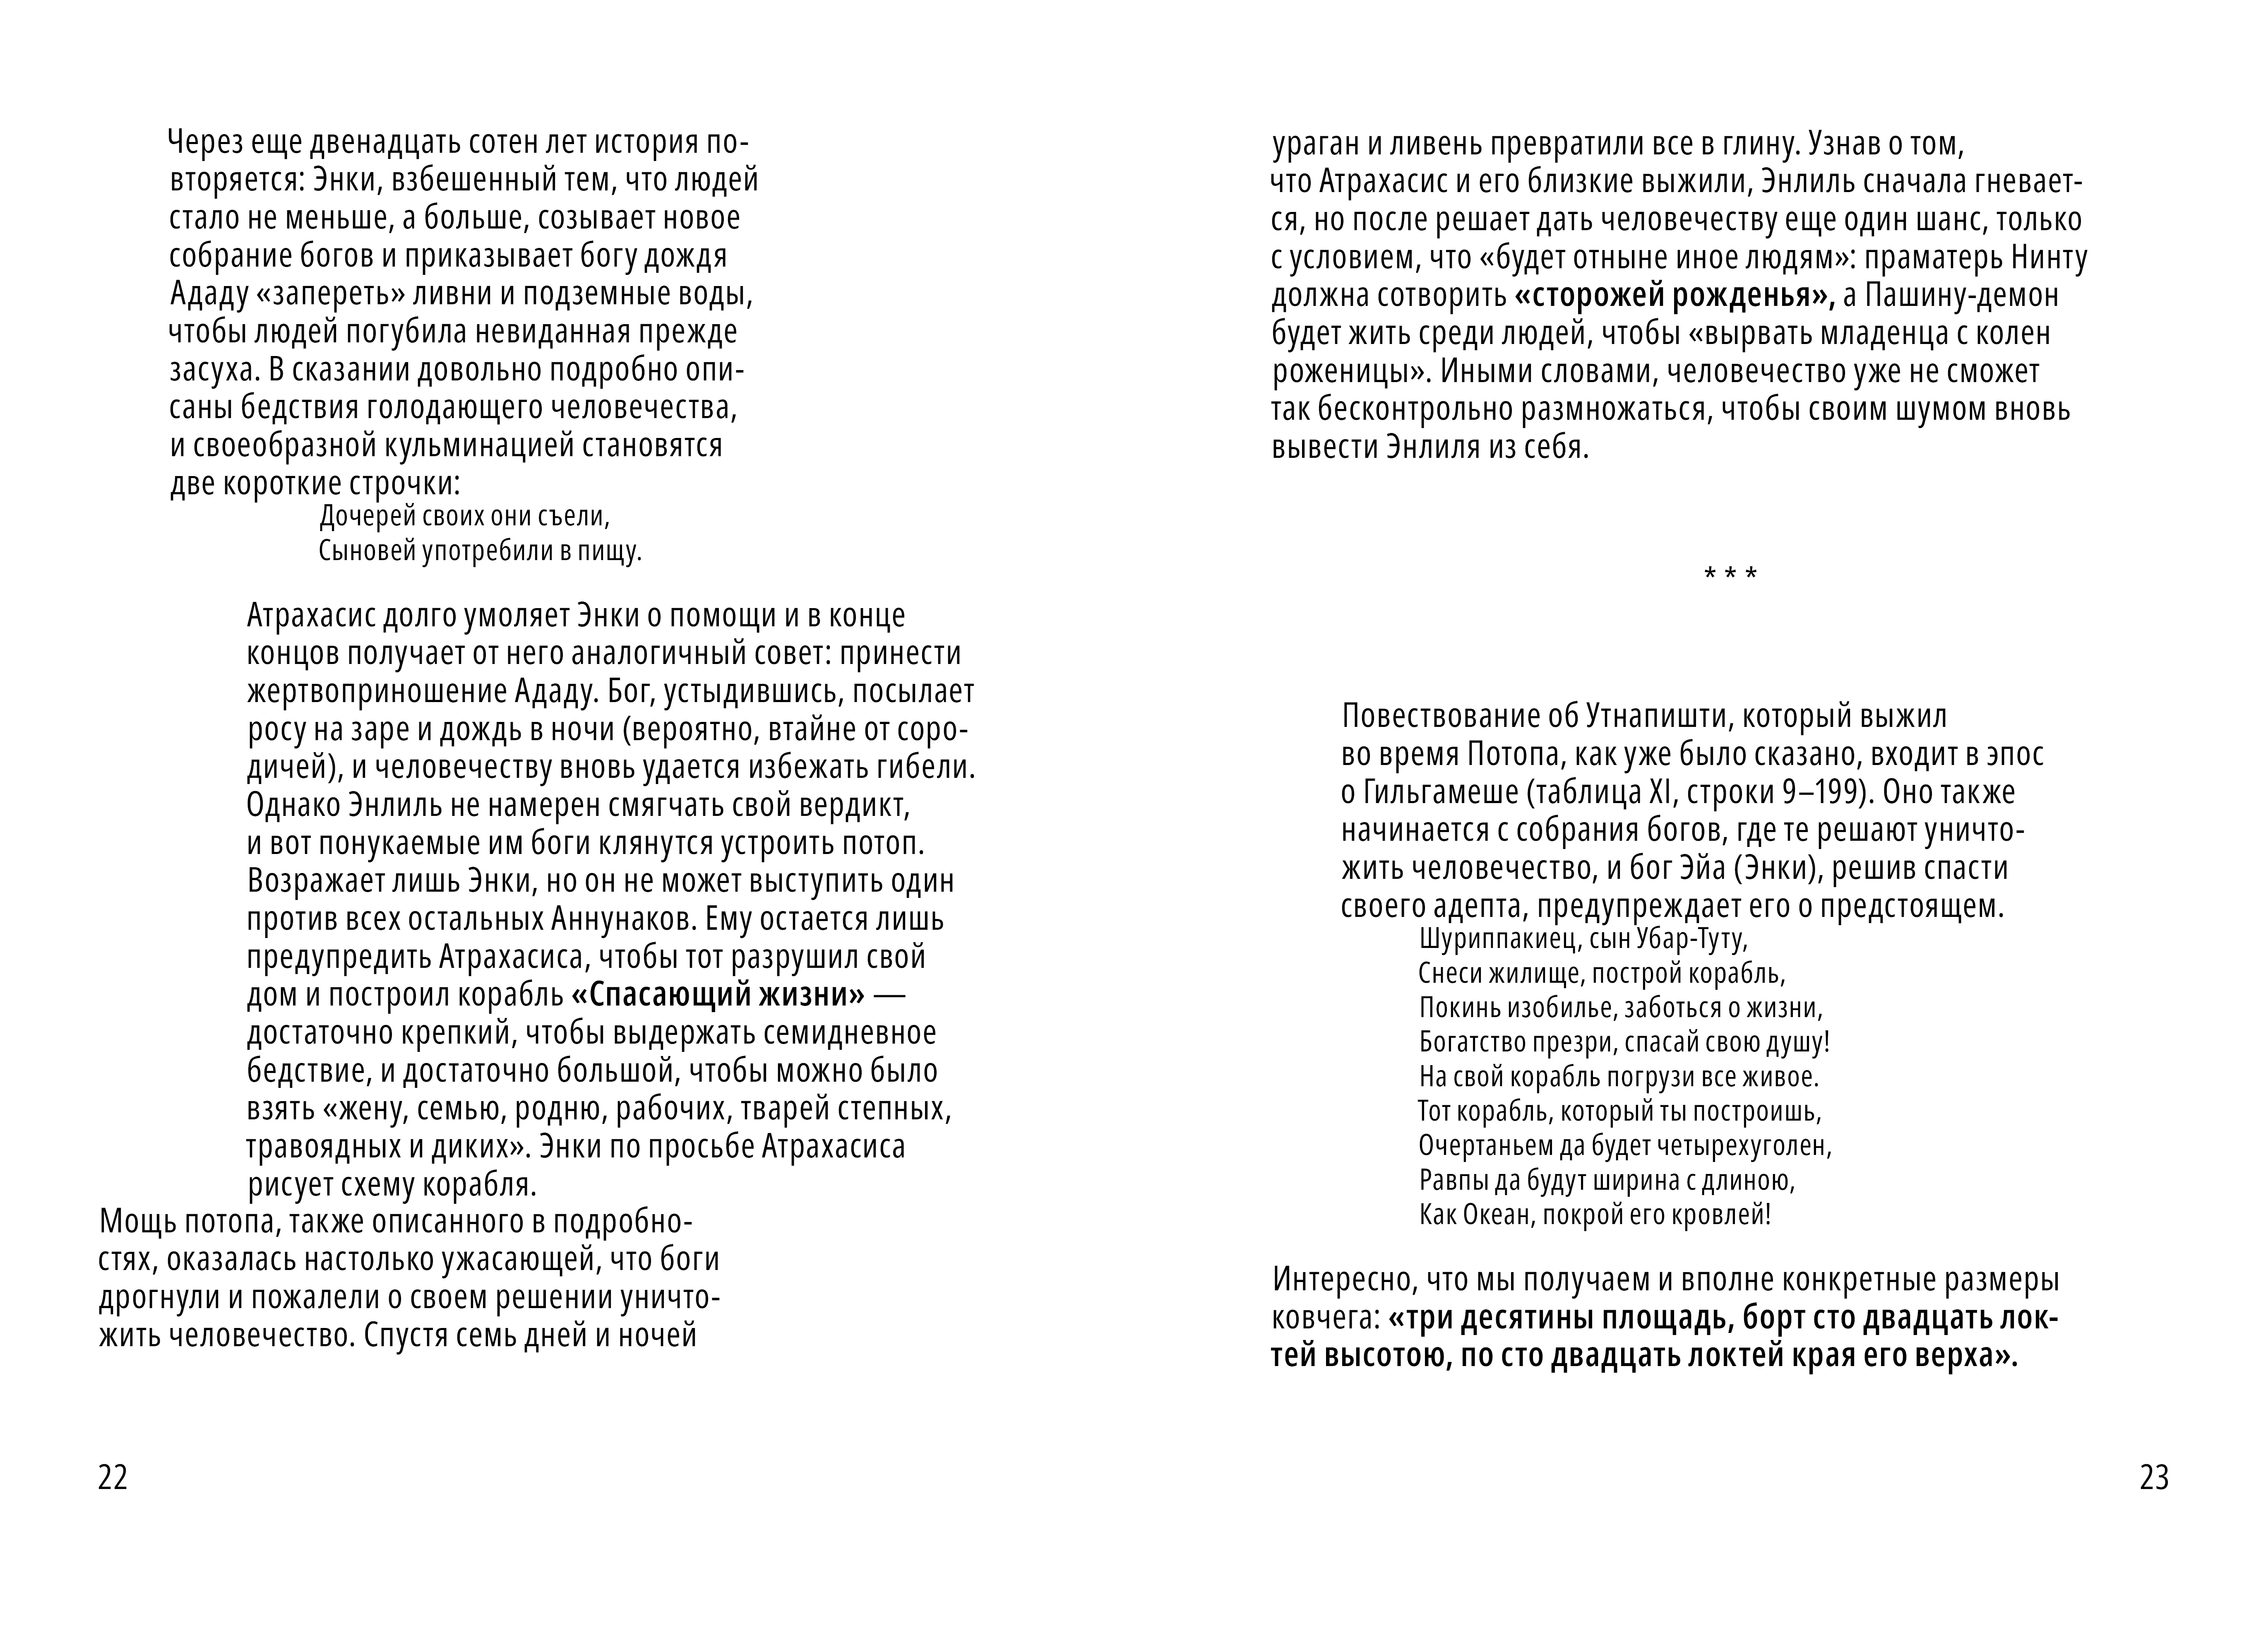 Через еще двенадцать сотен лет история по-
вторяется: Энки, взбешенный тем, что людей
стало не меньше, а больше, созывает новое
собрание богов и приказывает богу дождя
Ададу «запереть» ливни и подземные воды,
чтобы людей погубила невиданная прежде
засуха. В сказании довольно подробно опи-
саны бедствия голодающего человечества,
и своеобразной кульминацией становятся
две короткие строчки:
Дочерей своих они съели,
Сыновей употребили в пищу.
Атрахасис долго умоляет Энки о помощи и в конце
концов получает от него аналогичный совет: принести
жертвоприношение Ададу. Бог, устыдившись, посылает
росу на заре и дождь в ночи (вероятно, втайне от соро-
дичей), и человечеству вновь удается избежать гибели.
Однако Энлиль не намерен смягчать свой вердикт,
и вот понукаемые им боги клянутся устроить потоп.
Возражает лишь Энки, но он не может выступить один
против всех остальных Аннунаков. Ему остается лишь
предупредить Атрахасиса, чтобы тот разрушил свой
дом и построил корабль «Спасающий жизни» —
достаточно крепкий, чтобы выдержать семидневное
бедствие, и достаточно большой, чтобы можно было
взять «жену, семью, родню, рабочих, тварей степных,
травоядных и диких». Энки по просьбе Атрахасиса
рисует схему корабля.
Мощь потопа, также описанного в подробно-
стях, оказалась настолько ужасающей, что боги
дрогнули и пожалели о своем решении уничто-
жить человечество. Спустя семь дней и ночей
22
ураган и ливень превратили все в глину. Узнав о том,
что Атрахасис и его близкие выжили, Энлиль сначала гневает-
ся, но после решает дать человечеству еще один шанс, только
с условием, что «будет отныне иное людям»: праматерь Нинту
должна сотворить «сторожей рожденья», а Пашину-демон
будет жить среди людей, чтобы «вырвать младенца с колен
роженицы». Иными словами, человечество уже не сможет
так бесконтрольно размножаться, чтобы своим шумом вновь
вывести Энлиля из себя.
* * *
Повествование об Утнапишти, который выжил
во время Потопа, как уже было сказано, входит в эпос
о Гильгамеше (таблица XI, строки 9–199). Оно также
начинается с собрания богов, где те решают уничто-
жить человечество, и бог Эйа (Энки), решив спасти
своего адепта, предупреждает его о предстоящем.
Шуриппакиец, сын Убар-Туту,
Снеси жилище, построй корабль,
Покинь изобилье, заботься о жизни,
Богатство презри, спасай свою душу!
На свой корабль погрузи все живое.
Тот корабль, который ты построишь,
Очертаньем да будет четырехуголен,
Равпы да будут ширина с длиною,
Как Океан, покрой его кровлей!
Интересно, что мы получаем и вполне конкретные размеры
ковчега: «три десятины площадь, борт сто двадцать лок-
тей высотою, по сто двадцать локтей края его верха».
23